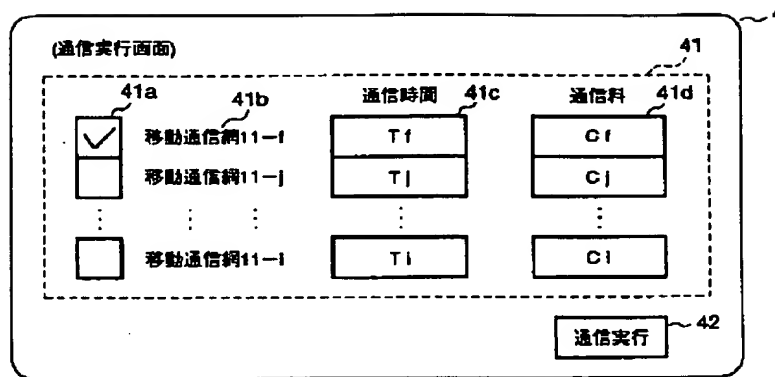 4
(通信実行画面)
41
41a 41b 通信時間 41c 通信料 41d
移動通信網11-f Tf Cf
移動通信網11-j Tj Cj
移動通信網11-i Ti Ci
通信実行 42